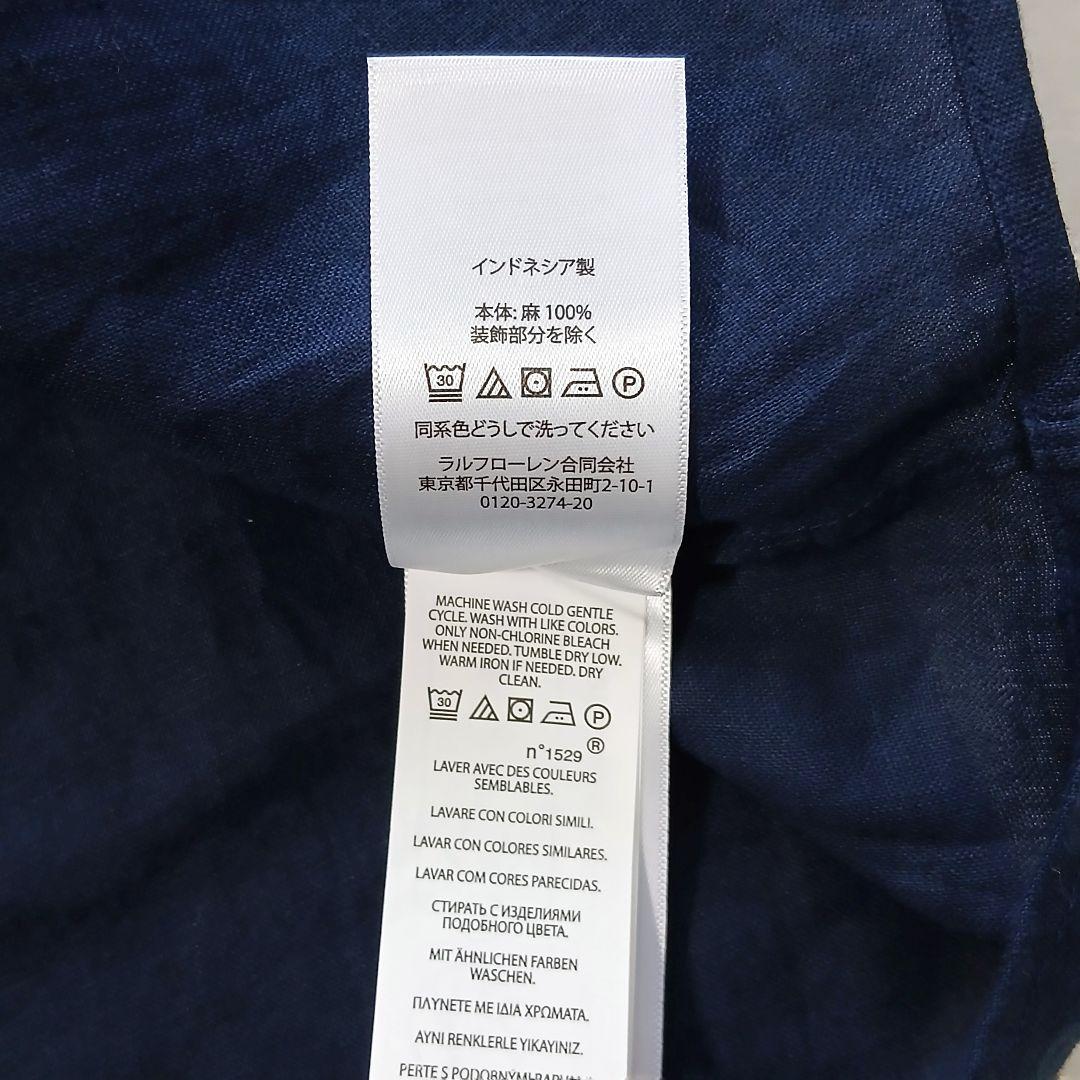 インドネシア製
本体: 麻 100%
装飾部分を除く
30 P
同系色どうしで洗ってください
ラルフローレン合同会社
東京都千代田区永田町2-10-1
0120-3274-20
MACHINE WASH COLD GENTLE
CYCLE. WASH WITH LIKE COLORS.
ONLY NON-CHLORINE BLEACH
WHEN NEEDED. TUMBLE DRY LOW.
WARM IRON IF NEEDED. DRY
CLEAN.
30 P
n°1529 ®
LAVER AVEC DES COULEURS
SEMBLABLES.
LAVARE CON COLORI SIMILI.
LAVAR CON COLORES SIMILARES.
LAVAR COM CORES PARECIDAS.
СТИРАТЬ С ИЗДЕЛИЯМИ
ПОДОБНОГО ЦВЕТА.
MIT ÄHNLICHEN FARBEN
WASCHEN.
ΠΛΥΝΕΤΕ ΜΕ ΙΔΙΑ ΧΡΩΜΑΤΑ.
AYNI RENKLERLE YIKAYINIZ.
PERTE S PODOBNÝMI